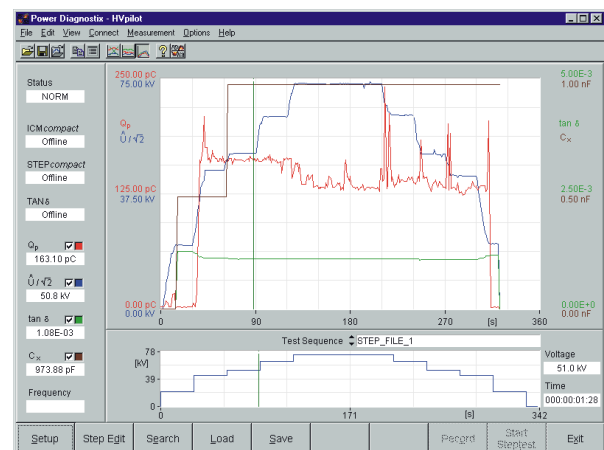 Power Diagnostix - HVpilot
File Edit View Connect Measurement Options Help
Status
NORM
ICMcompact
Offline
STEPcompact
Offline
TANδ
Offline
Qp
163.10 pC
Û/√2
50.8 kV
tan δ
1.08E-03
Cx
973.88 pF
Frequency
250.00 pC
75.00 kV
Qp
Û/√2
125.00 pC
37.50 kV
0.00 pC
0.00 kV
5.00E-3
1.00 nF
tan δ
Cx
2.50E-3
0.50 nF
0.00E+0
0.00 nF
0 90 180 270 [s] 360
Test Sequence STEP_FILE_1
78
[kV]
39
0
0 171 [s] 342
Voltage
51.0 kV
Time
000:00:01:28
Setup Step Edit Search Load Save Record Start Steptest Exit